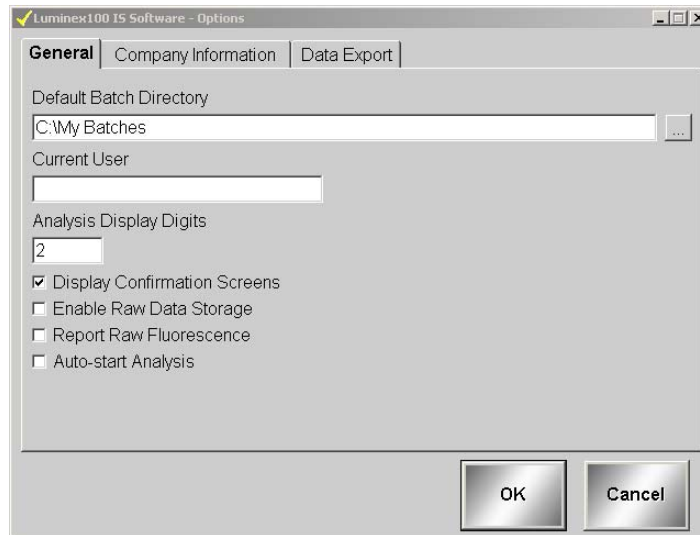 Luminex100 IS Software - Options
General Company Information Data Export
Default Batch Directory
C:\My Batches
...
Current User
Analysis Display Digits
2
Display Confirmation Screens
Enable Raw Data Storage
Report Raw Fluorescence
Auto-start Analysis
OK Cancel